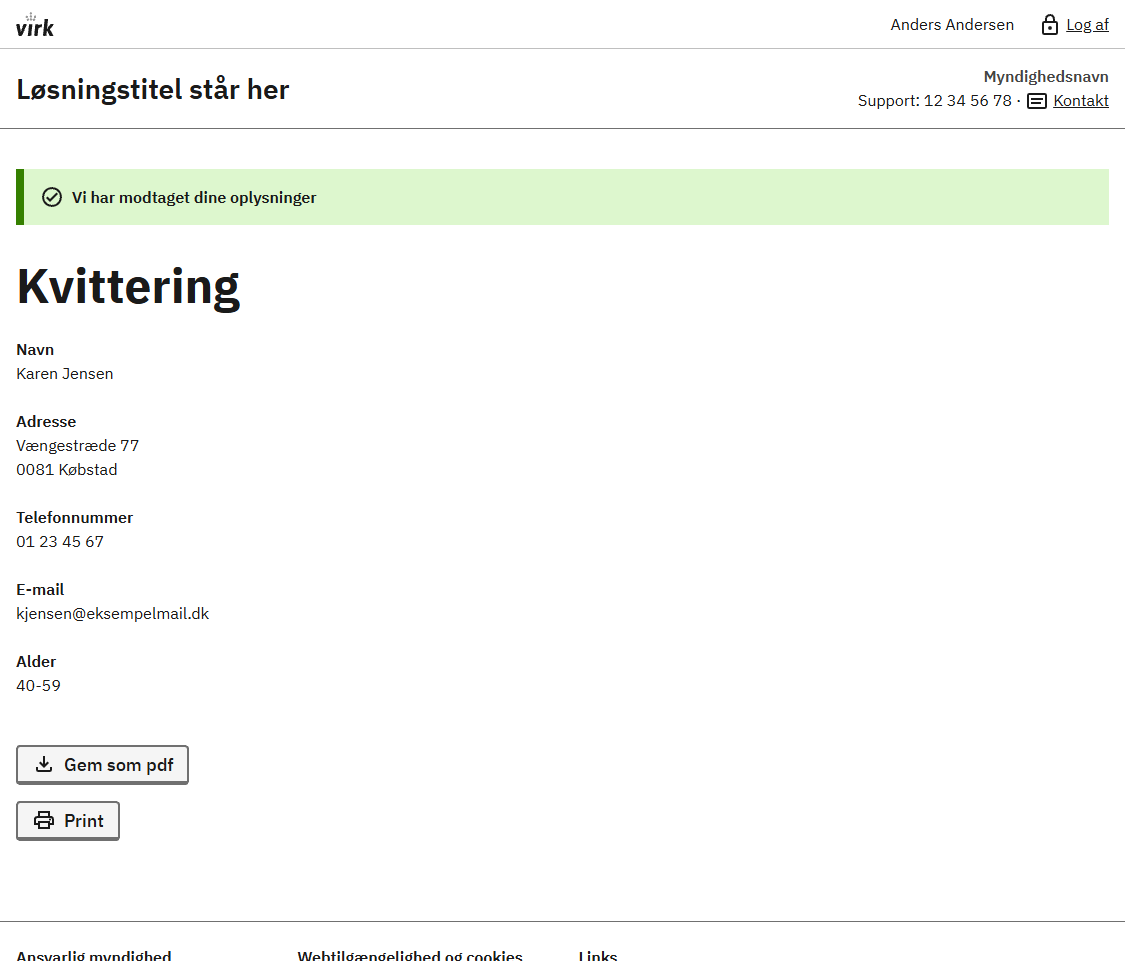 virk
Anders Andersen
Log af
Løsningstitel står her
Myndighedsnavn
Support: 12 34 56 78 · Kontakt
Vi har modtaget dine oplysninger
Kvittering
Navn
Karen Jensen
Adresse
Vængestræde 77
0081 Købstad
Telefonnummer
01 23 45 67
E-mail
kjensen@eksempelmail.dk
Alder
40-59
Gem som pdf
Print
Ansvarlig myndighed
Webtilgængelighed og cookies
Links